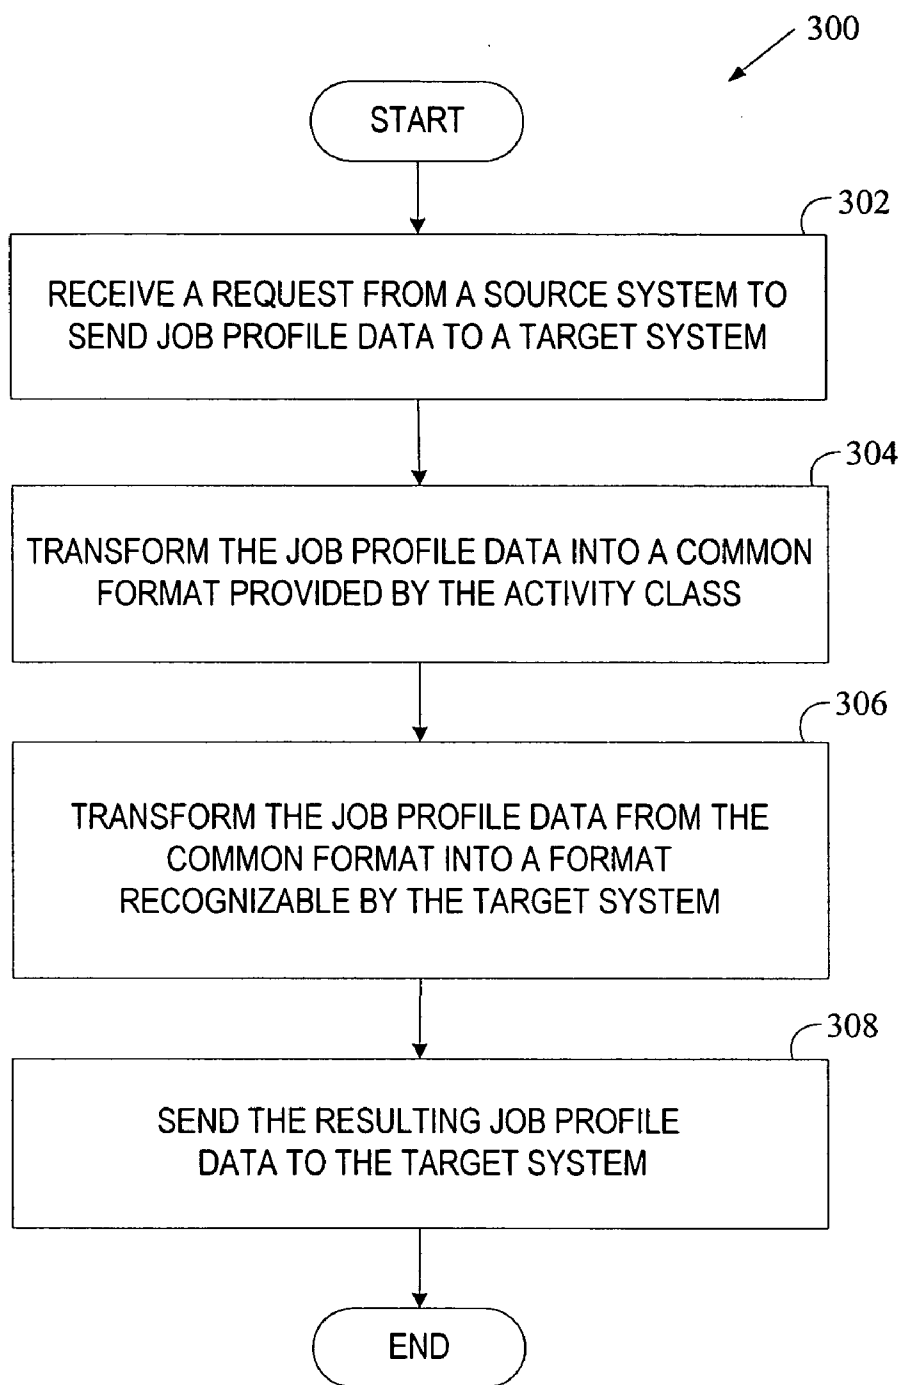 300
START
302
RECEIVE A REQUEST FROM A SOURCE SYSTEM TO
SEND JOB PROFILE DATA TO A TARGET SYSTEM
304
TRANSFORM THE JOB PROFILE DATA INTO A COMMON
FORMAT PROVIDED BY THE ACTIVITY CLASS
306
TRANSFORM THE JOB PROFILE DATA FROM THE
COMMON FORMAT INTO A FORMAT
RECOGNIZABLE BY THE TARGET SYSTEM
308
SEND THE RESULTING JOB PROFILE
DATA TO THE TARGET SYSTEM
END